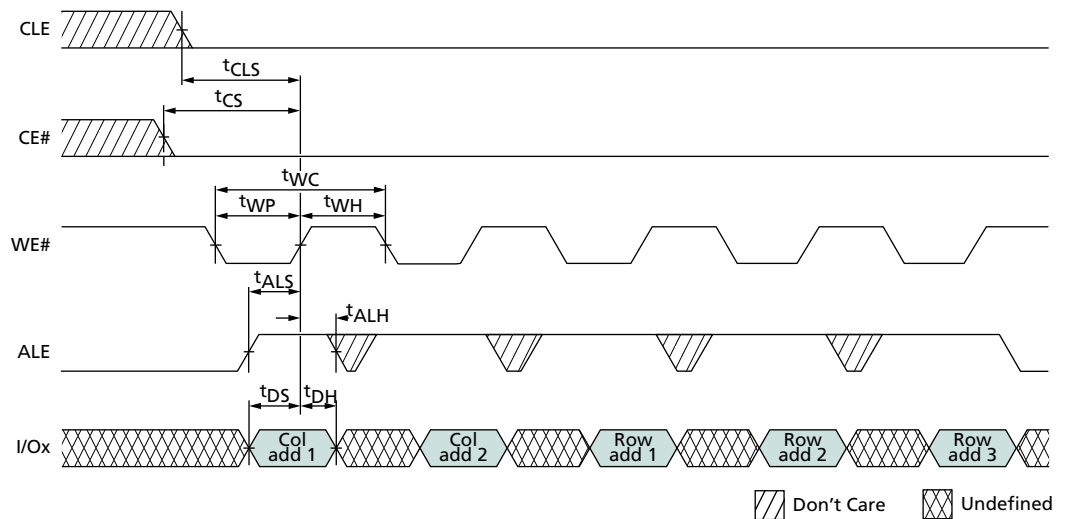 CLE
tCLS
tCS
CE#
tWC
tWP
tWH
WE#
tALS
tALH
ALE
tDS
tDH
I/Ox
Col
add 1
Col
add 2
Row
add 1
Row
add 2
Row
add 3
Don't Care
Undefined